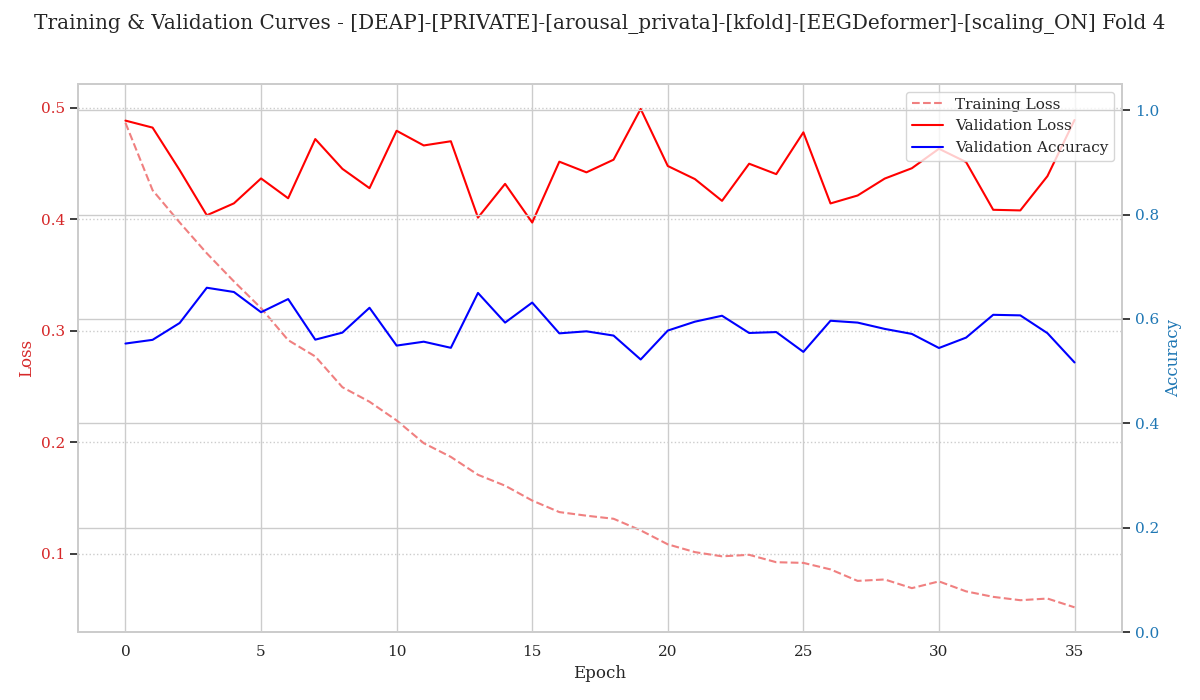 Training & Validation Curves - [DEAP]-[PRIVATE]-[arousal_privata]-[kfold]-[EEGDeformer]-[scaling_ON] Fold 4
Training Loss
Validation Loss
Validation Accuracy
Loss
0.5
0.4
0.3
0.2
0.1
1.0
0.8
0.6
0.4
0.2
0.0
Accuracy
0 5 10 15 20 25 30 35
Epoch